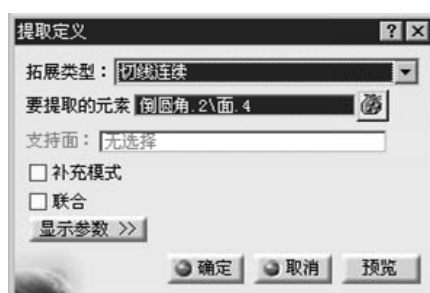 提取定义
拓展类型：切线连续
要提取的元素 倒圆角.2\面.4
支持面：无选择
补充模式
联合
显示参数 >>
确定 取消 预览